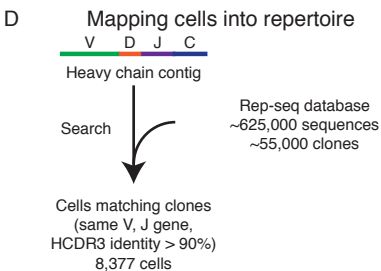 D
Mapping cells into repertoire
V D J C
Heavy chain contig
Search
Rep-seq database
~625,000 sequences
~55,000 clones
Cells matching clones
(same V, J gene,
HCDR3 identity > 90%)
8,377 cells